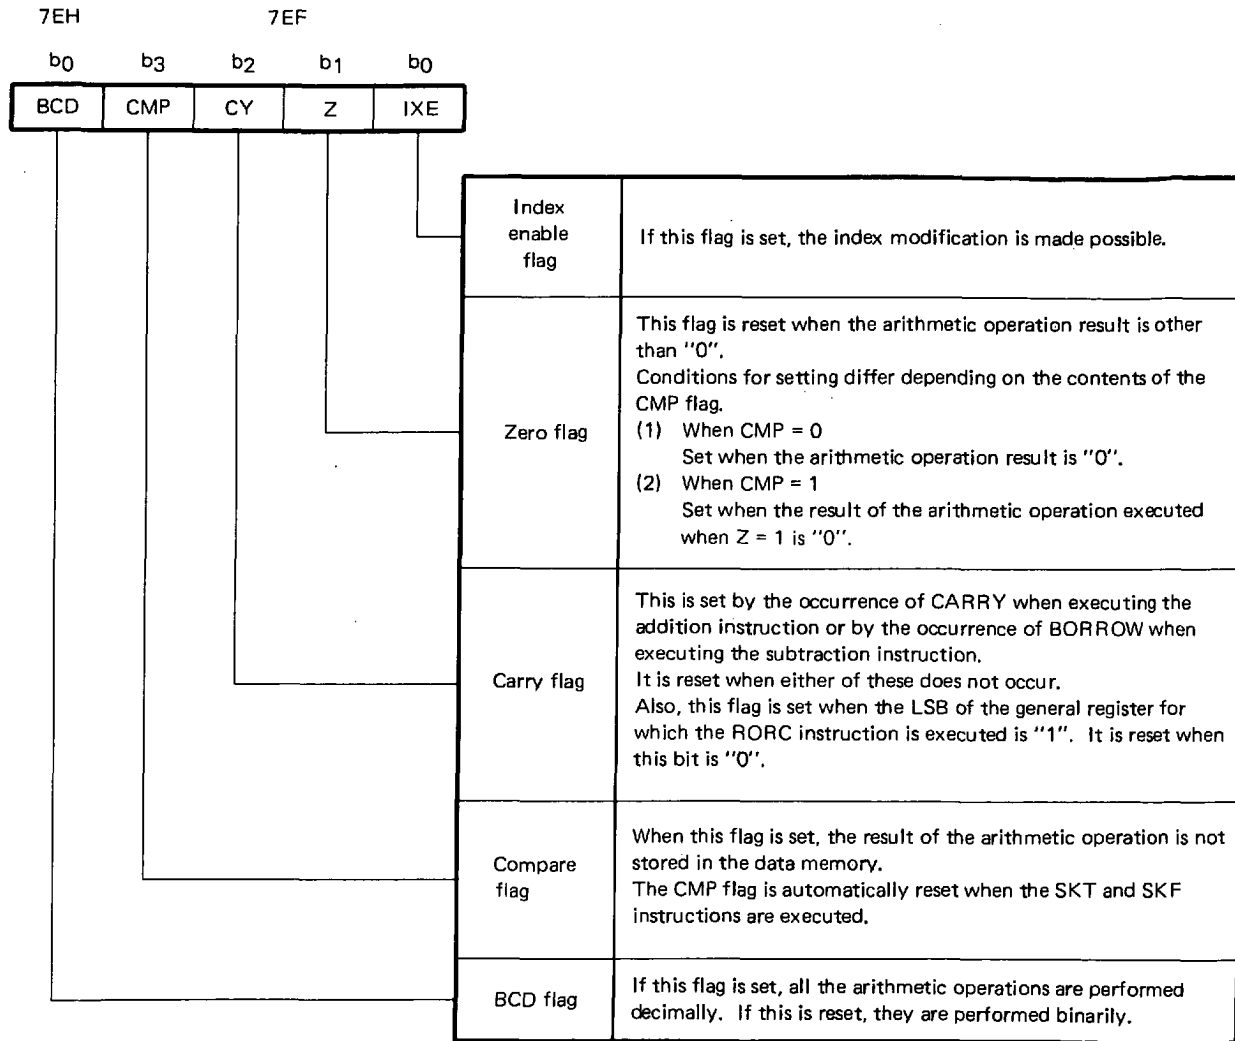 7EH 7EF
b0 b3 b2 b1 b0
BCD CMP CY Z IXE
Index
enable
flag
If this flag is set, the index modification is made possible.
Zero flag
This flag is reset when the arithmetic operation result is other
than "0".
Conditions for setting differ depending on the contents of the
CMP flag.
(1) When CMP = 0
Set when the arithmetic operation result is "0".
(2) When CMP = 1
Set when the result of the arithmetic operation executed
when Z = 1 is "0".
Carry flag
This is set by the occurrence of CARRY when executing the
addition instruction or by the occurrence of BORROW when
executing the subtraction instruction.
It is reset when either of these does not occur.
Also, this flag is set when the LSB of the general register for
which the RORC instruction is executed is "1". It is reset when
this bit is "0".
Compare
flag
When this flag is set, the result of the arithmetic operation is not
stored in the data memory.
The CMP flag is automatically reset when the SKT and SKF
instructions are executed.
BCD flag
If this flag is set, all the arithmetic operations are performed
decimally. If this is reset, they are performed binarily.